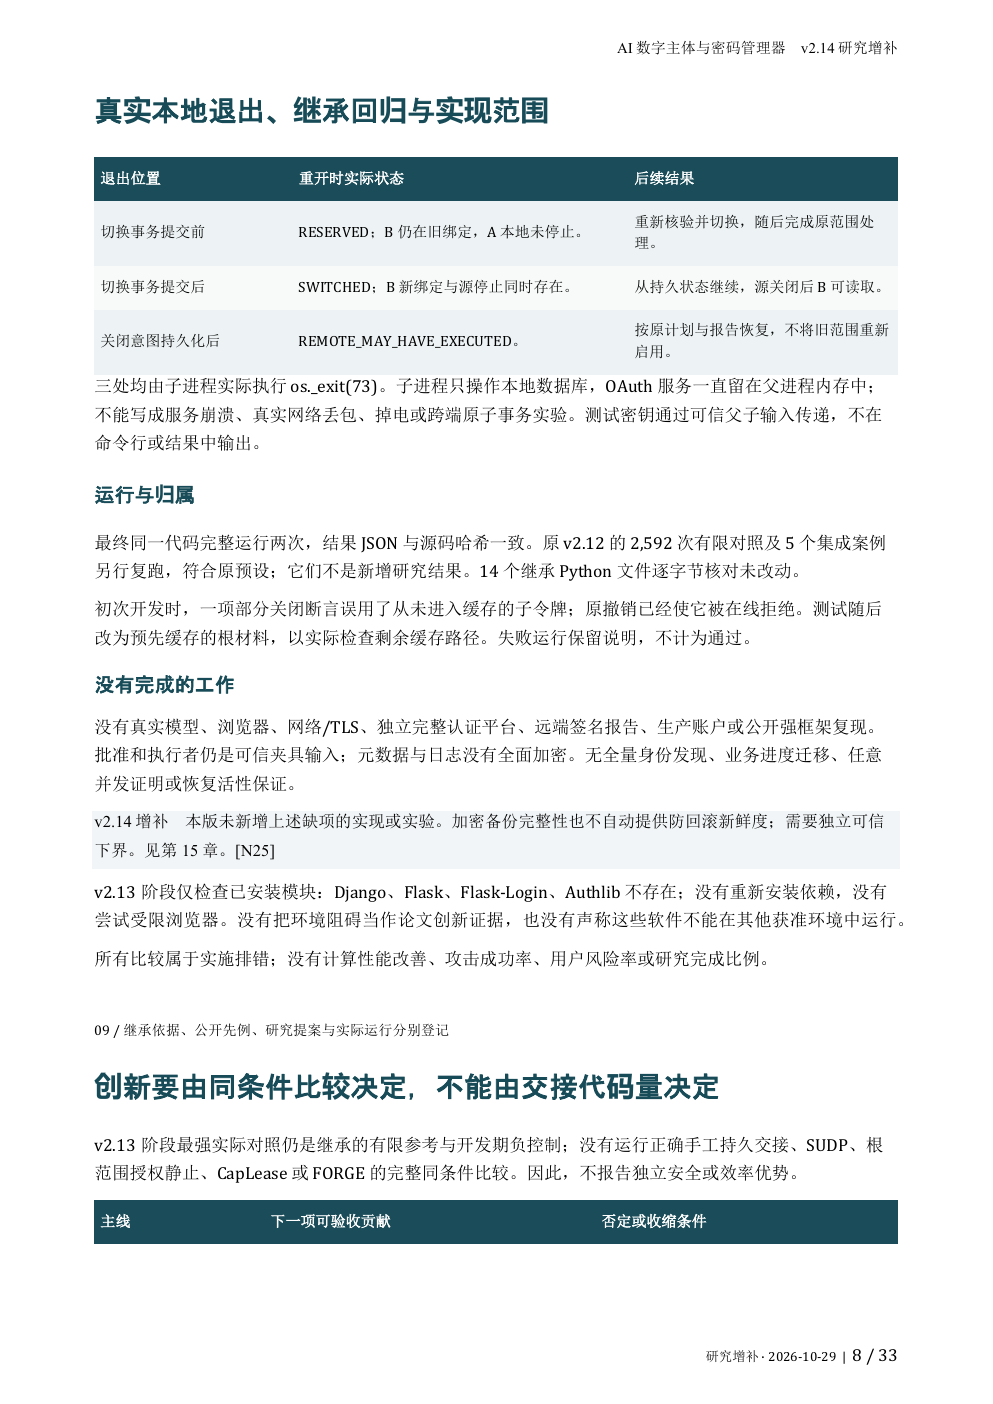 AI 数字主体与密码管理器　v2.14 研究增补
真实本地退出、继承回归与实现范围
退出位置 重开时实际状态 后续结果
切换事务提交前 RESERVED；B 仍在旧绑定，A 本地未停止。 重新核验并切换，随后完成原范围处
理。
切换事务提交后 SWITCHED；B 新绑定与源停止同时存在。 从持久状态继续，源关闭后 B 可读取。
关闭意图持久化后 REMOTE_MAY_HAVE_EXECUTED。 按原计划与报告恢复，不将旧范围重新
启用。
三处均由子进程实际执行 os._exit(73)。子进程只操作本地数据库，OAuth 服务一直留在父进程内存中；
不能写成服务崩溃、真实网络丢包、掉电或跨端原子事务实验。测试密钥通过可信父子输入传递，不在
命令行或结果中输出。
运行与归属
最终同一代码完整运行两次，结果 JSON 与源码哈希一致。原 v2.12 的 2,592 次有限对照及 5 个集成案例
另行复跑，符合原预设；它们不是新增研究结果。14 个继承 Python 文件逐字节核对未改动。
初次开发时，一项部分关闭断言误用了从未进入缓存的子令牌；原撤销已经使它被在线拒绝。测试随后
改为预先缓存的根材料，以实际检查剩余缓存路径。失败运行保留说明，不计为通过。
没有完成的工作
没有真实模型、浏览器、网络/TLS、独立完整认证平台、远端签名报告、生产账户或公开强框架复现。
批准和执行者仍是可信夹具输入；元数据与日志没有全面加密。无全量身份发现、业务进度迁移、任意
并发证明或恢复活性保证。
v2.14 增补　本版未新增上述缺项的实现或实验。加密备份完整性也不自动提供防回滚新鲜度；需要独立可信
下界。见第 15 章。[N25]
v2.13 阶段仅检查已安装模块：Django、Flask、Flask-Login、Authlib 不存在；没有重新安装依赖，没有
尝试受限浏览器。没有把环境阻碍当作论文创新证据，也没有声称这些软件不能在其他获准环境中运行。
所有比较属于实施排错；没有计算性能改善、攻击成功率、用户风险率或研究完成比例。
09 / 继承依据、公开先例、研究提案与实际运行分别登记
创新要由同条件比较决定，不能由交接代码量决定
v2.13 阶段最强实际对照仍是继承的有限参考与开发期负控制；没有运行正确手工持久交接、SUDP、根
范围授权静止、CapLease 或 FORGE 的完整同条件比较。因此，不报告独立安全或效率优势。
主线 下一项可验收贡献 否定或收缩条件
研究增补 · 2026-10-29 | 8 / 33